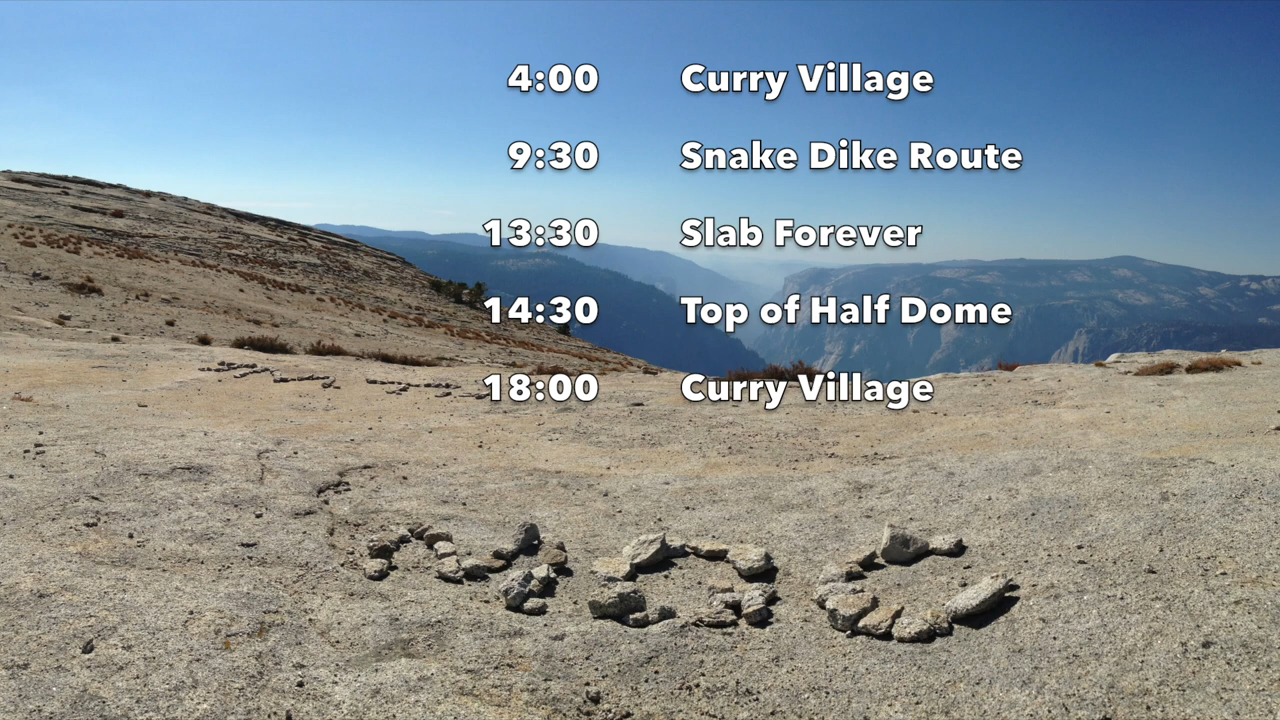 4:00 Curry Village
9:30 Snake Dike Route
13:30 Slab Forever
14:30 Top of Half Dome
18:00 Curry Village